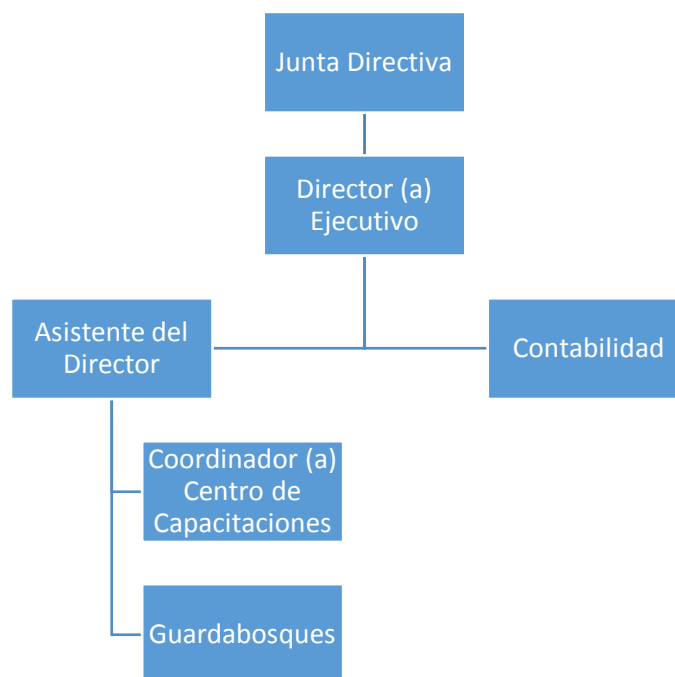 Junta Directiva
Director (a)
Ejecutivo
Asistente del
Director
Contabilidad
Coordinador (a)
Centro de
Capacitaciones
Guardabosques